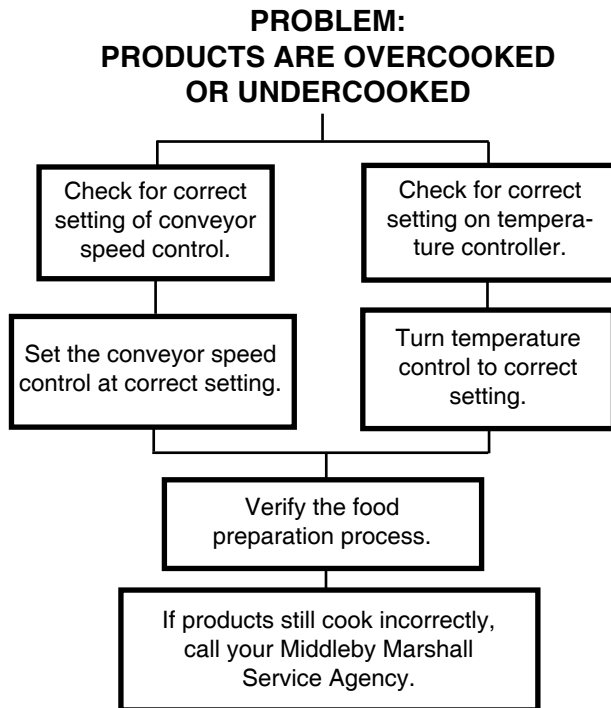 PROBLEM:
PRODUCTS ARE OVERCOOKED
OR UNDERCOOKED
Check for correct
setting of conveyor
speed control.
Check for correct
setting on tempera-
ture controller.
Set the conveyor speed
control at correct setting.
Turn temperature
control to correct
setting.
Verify the food
preparation process.
If products still cook incorrectly,
call your Middleby Marshall
Service Agency.